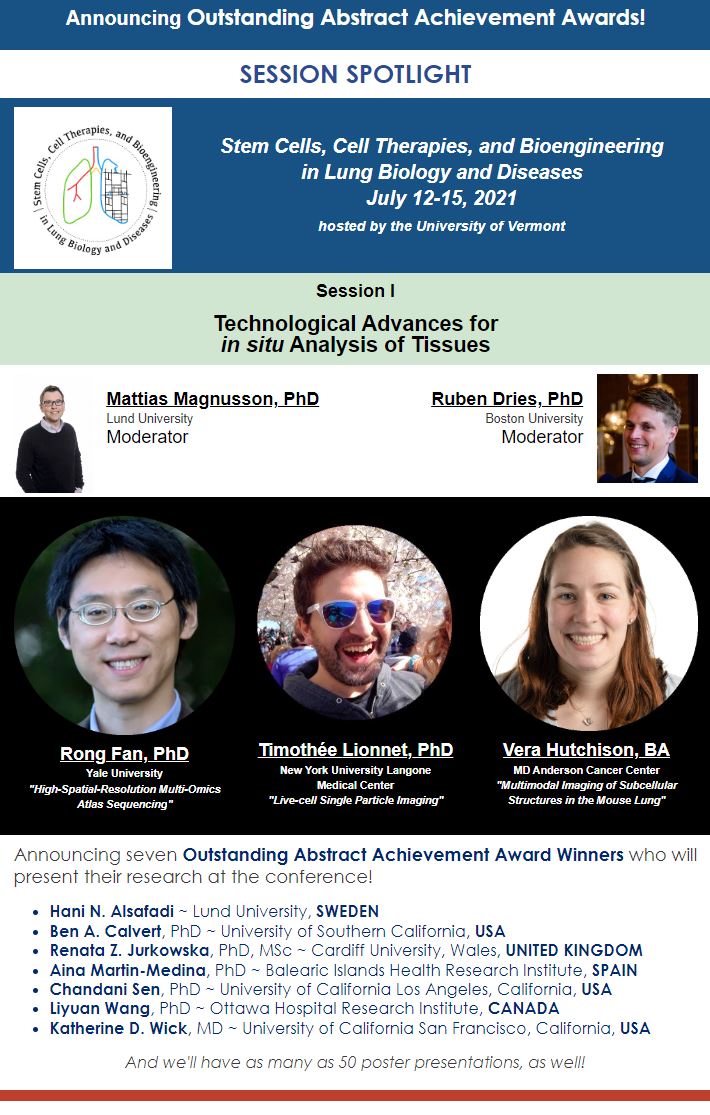 Announcing Outstanding Abstract Achievement Awards!
SESSION SPOTLIGHT
Stem Cells, Cell Therapies, and Bioengineering
in Lung Biology and Diseases
Stem Cells, Cell Therapies, and Bioengineering
in Lung Biology and Diseases
July 12-15, 2021
hosted by the University of Vermont
Session I
Technological Advances for
in situ Analysis of Tissues
Mattias Magnusson, PhD
Lund University
Moderator
Ruben Dries, PhD
Boston University
Moderator
Rong Fan, PhD
Yale University
"High-Spatial-Resolution Multi-Omics
Atlas Sequencing"
Timothée Lionnet, PhD
New York University Langone
Medical Center
"Live-cell Single Particle Imaging"
Vera Hutchison, BA
MD Anderson Cancer Center
"Multimodal Imaging of Subcellular
Structures in the Mouse Lung"
Announcing seven Outstanding Abstract Achievement Award Winners who will
present their research at the conference!
• Hani N. Alsafadi ~ Lund University, SWEDEN
• Ben A. Calvert, PhD ~ University of Southern California, USA
• Renata Z. Jurkowska, PhD, MSc ~ Cardiff University, Wales, UNITED KINGDOM
• Aina Martin-Medina, PhD ~ Balearic Islands Health Research Institute, SPAIN
• Chandani Sen, PhD ~ University of California Los Angeles, California, USA
• Liyuan Wang, PhD ~ Ottawa Hospital Research Institute, CANADA
• Katherine D. Wick, MD ~ University of California San Francisco, California, USA
And we'll have as many as 50 poster presentations, as well!